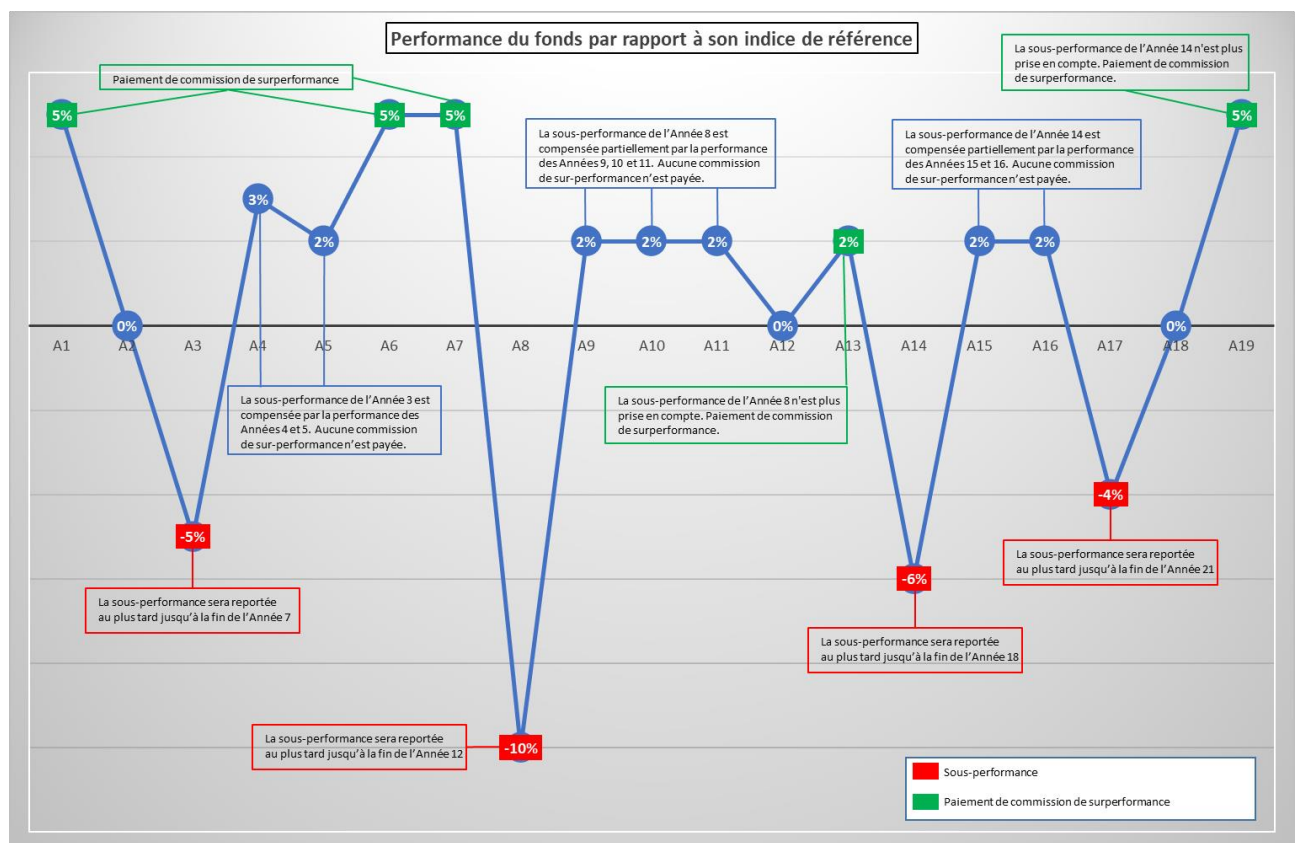 Performance du fonds par rapport à son indice de référence
La sous-performance de l'Année 14 n'est plus
prise en compte. Paiement de commission
de surperformance.
Paiement de commission de surperformance
5%
5%
5%
5%
La sous-performance de l'Année 8 est
compensée partiellement par la performance
des Années 9, 10 et 11. Aucune commission
de sur-performance n'est payée.
La sous-performance de l'Année 14 est
compensée partiellement par la performance
des Années 15 et 16. Aucune commission
de sur-performance n'est payée.
3%
2%
2%
2%
2%
2%
2%
2%
0%
0%
0%
A1
A2
A3
A4
A5
A6
A7
A8
A9
A10
A11
A12
A13
A14
A15
A16
A17
A18
A19
La sous-performance de l'Année 3 est
compensée par la performance des
Années 4 et 5. Aucune commission
de sur-performance n'est payée.
La sous-performance de l'Année 8 n'est plus
prise en compte. Paiement de commission
de surperformance.
-4%
-5%
La sous-performance sera reportée
au plus tard jusqu'à la fin de l'Année 21
-6%
La sous-performance sera reportée
au plus tard jusqu'à la fin de l'Année 7
La sous-performance sera reportée
au plus tard jusqu'à la fin de l'Année 18
La sous-performance sera reportée
au plus tard jusqu'à la fin de l'Année 12
-10%
Sous-performance
Paiement de commission de surperformance